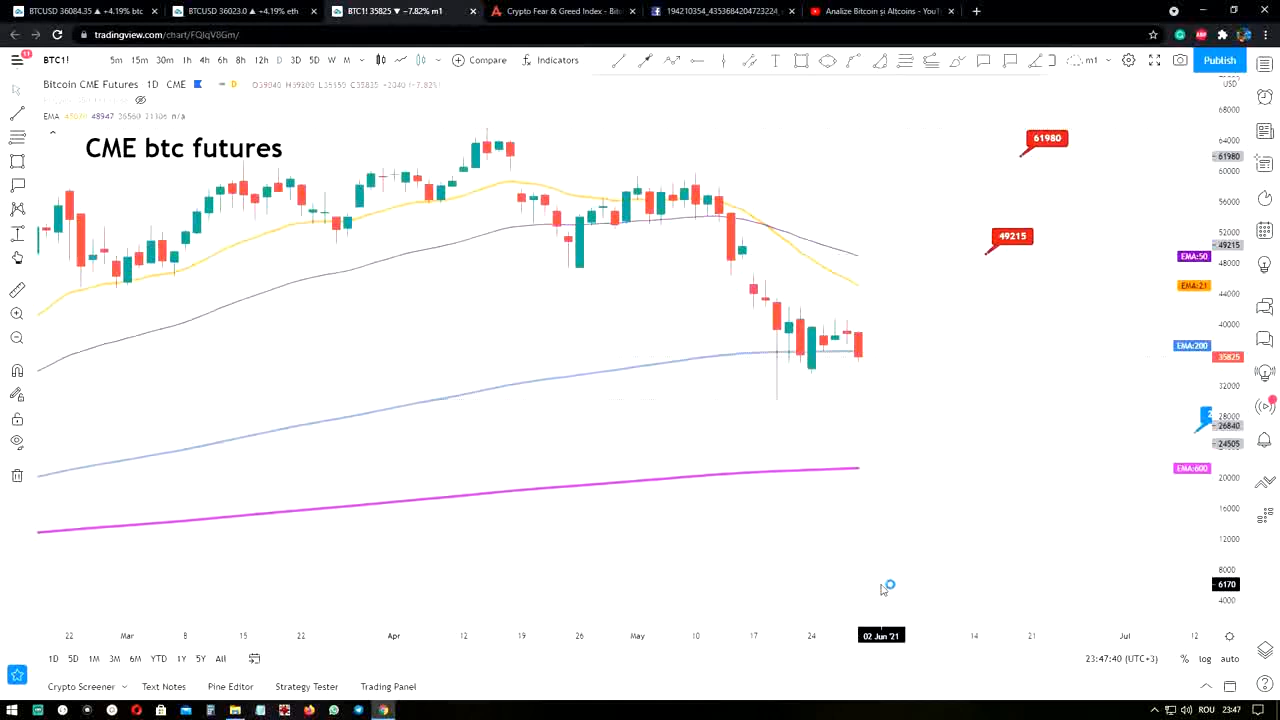 BTCUSD 36084.35 ▲ +4.19% btc
BTCUSD 36023.0 ▲ +4.19% eth
BTC1! 35825 ▼ −7.82% m1
Crypto Fear & Greed Index - Bit
194210354_4353684204723224_
Analize Bitcoin și Altcoins - You
tradingview.com/chart/FQlqV8Gm/
11
BTC1!
5m 15m 30m 1h 4h 6h 8h 12h D 3D 5D W M
Compare
Indicators
m1
Publish
Bitcoin CME Futures 1D CME
D
EMA
48947
n/a
CME btc futures
USD
68000
64000
61980
61980
60000
56000
52000
49215
49215
EMA:50
48000
EMA:21
44000
40000
EMA:200
35825
32000
28000
2
26840
24505
EMA:600
20000
16000
12000
8000
6170
4000
22 Mar 8 15 22 Apr 12 19 26 May 10 17 24 02 Jun '21 14 21 Jul 12
1D 5D 1M 3M 6M YTD 1Y 5Y All
23:47:40 (UTC+3) % log auto
Crypto Screener Text Notes Pine Editor Strategy Tester Trading Panel
ROU 23:47